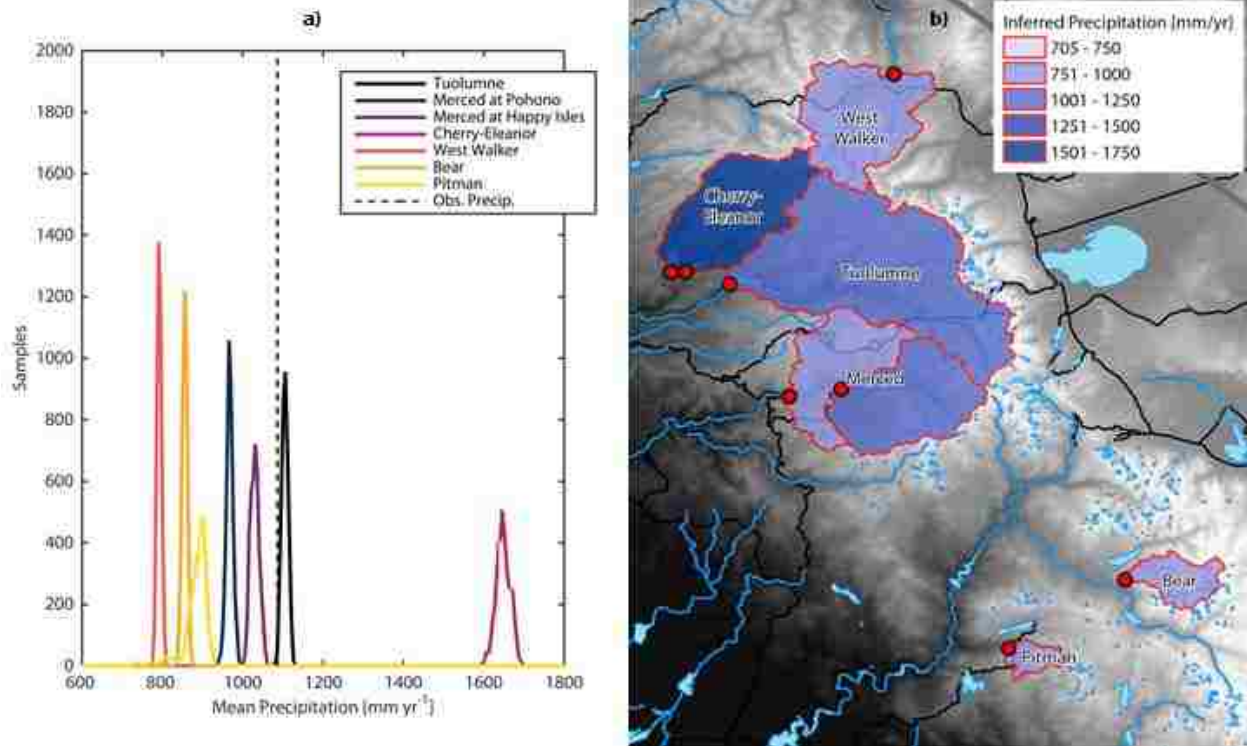 a)
2000
1800
1600
1400
1200
1000
800
600
400
200
0
Samples
600 800 1000 1200 1400 1600 1800
Mean Precipitation (mm yr-1)
Tuolumne
Merced at Pohono
Merced at Happy Isles
Cherry-Eleanor
West Walker
Bear
Pitman
Obs. Precip.
b)
Inferred Precipitation (mm/yr)
705 - 750
751 - 1000
1001 - 1250
1251 - 1500
1501 - 1750
West
Walker
Cherry-
Eleanor
Tuolumne
Merced
Bear
Pitman